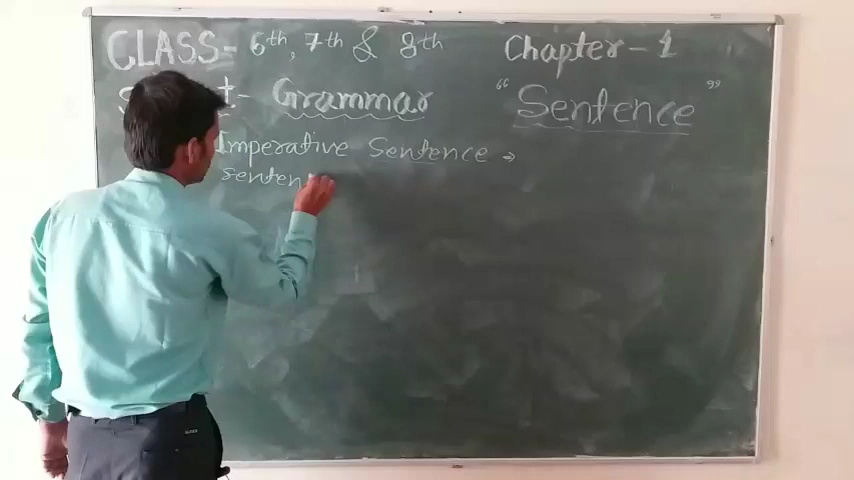 CLASS- 6th, 7th & 8th
Chapter-1
- Grammar
"Sentence"
Imperative Sentence →
senten